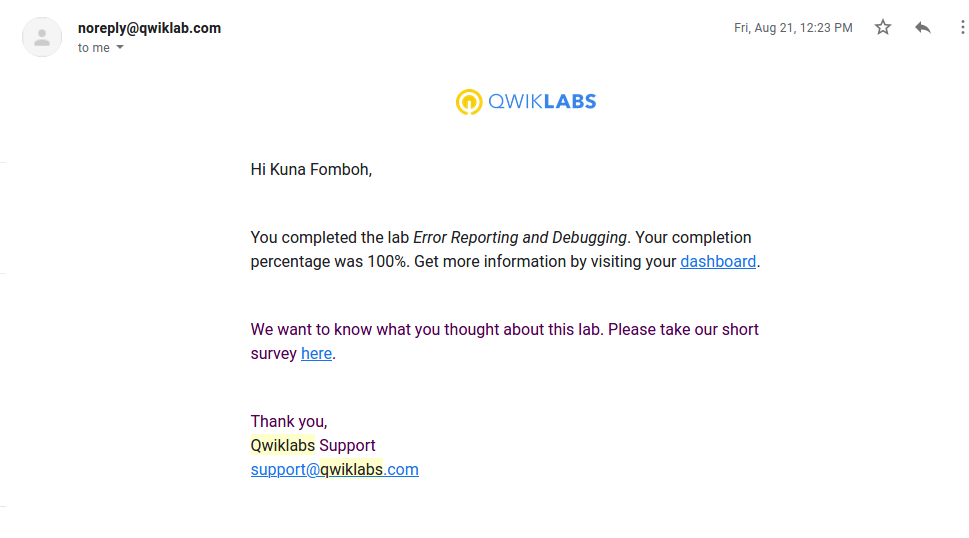 noreply@qwiklab.com
Fri, Aug 21, 12:23 PM
to me
QWIKLABS
Hi Kuna Fomboh,
You completed the lab Error Reporting and Debugging. Your completion
percentage was 100%. Get more information by visiting your dashboard.
We want to know what you thought about this lab. Please take our short
survey here.
Thank you,
Qwiklabs Support
support@qwiklabs.com